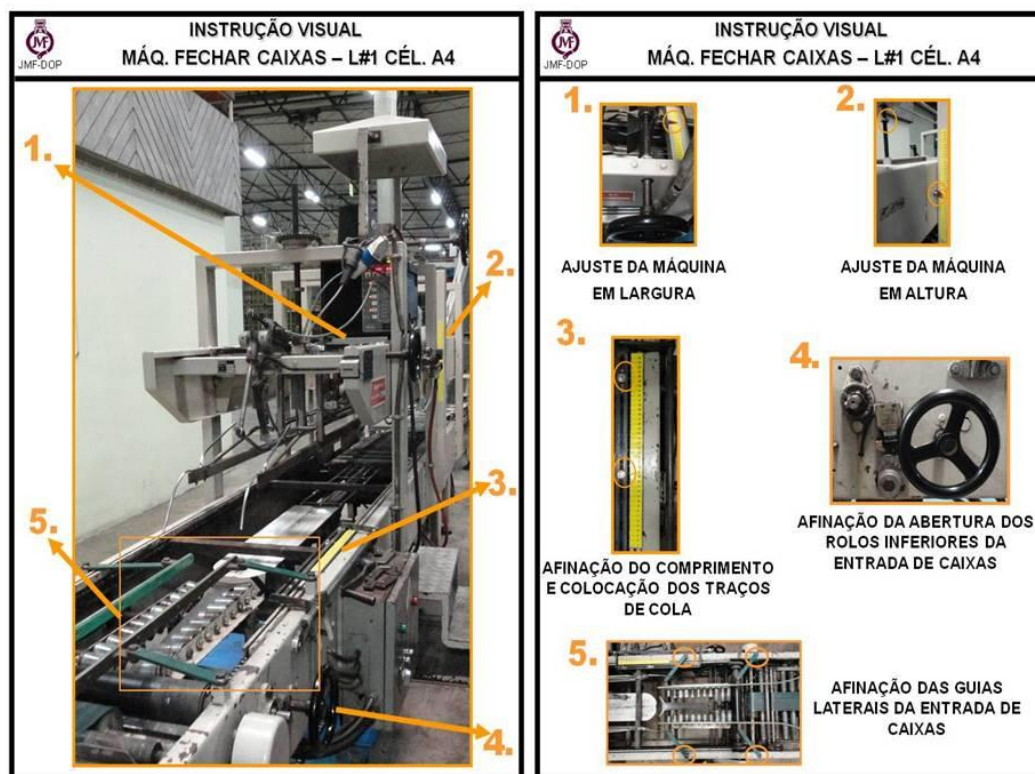 INSTRUÇÃO VISUAL
MÁQ. FECHAR CAIXAS – L#1 CÉL. A4
JMF-DOP
1.
2.
3.
5.
4.
INSTRUÇÃO VISUAL
MÁQ. FECHAR CAIXAS – L#1 CÉL. A4
JMF-DOP
1.
AJUSTE DA MÁQUINA
EM LARGURA
2.
AJUSTE DA MÁQUINA
EM ALTURA
3.
AFINAÇÃO DO COMPRIMENTO
E COLOCAÇÃO DOS TRAÇOS
DE COLA
4.
AFINAÇÃO DA ABERTURA DOS
ROLOS INFERIORES DA
ENTRADA DE CAIXAS
5.
AFINAÇÃO DAS GUIAS
LATERAIS DA ENTRADA DE
CAIXAS